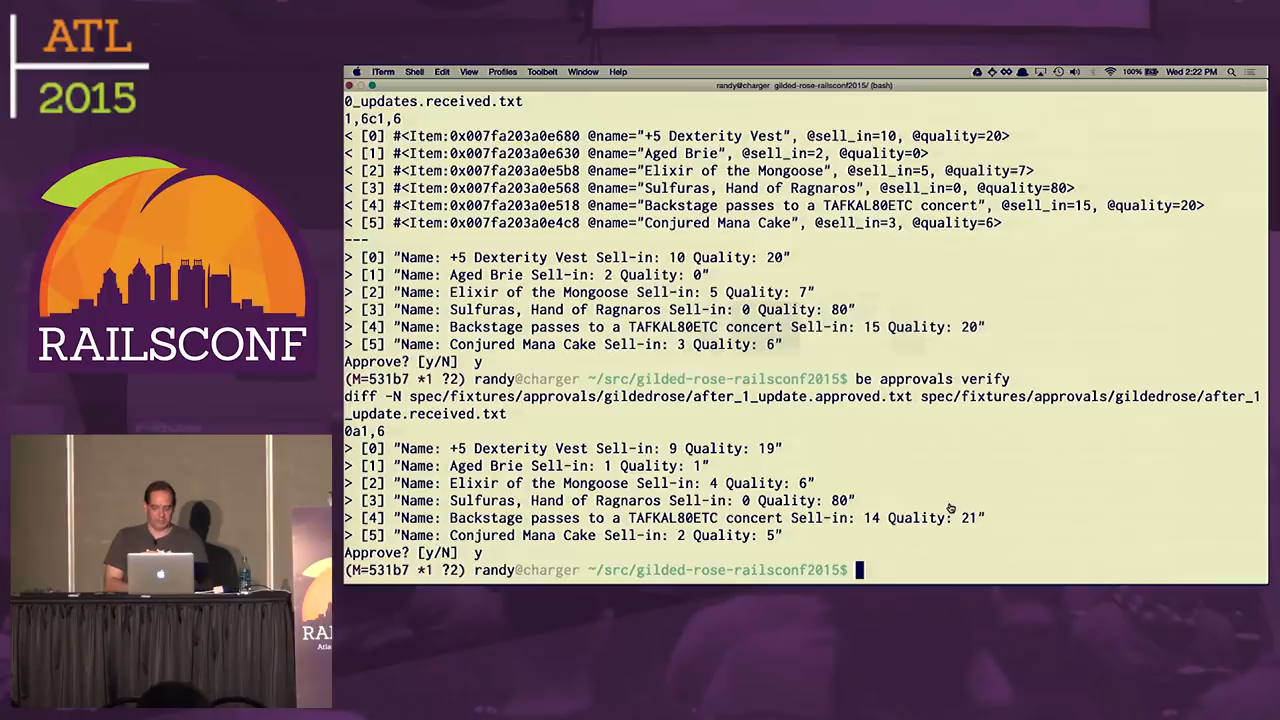 ATL
2015
RAILSCONF
iTerm Shell Edit View Profiles Toolbelt Window Help
100% Wed 2:22 PM
randy@charger gilded-rose-railsconf2015/ (bash)
0_updates.received.txt
1,6c1,6
< [0] #<Item:0x007fa203a0e680 @name="+5 Dexterity Vest", @sell_in=10, @quality=20>
< [1] #<Item:0x007fa203a0e630 @name="Aged Brie", @sell_in=2, @quality=0>
< [2] #<Item:0x007fa203a0e5b8 @name="Elixir of the Mongoose", @sell_in=5, @quality=7>
< [3] #<Item:0x007fa203a0e568 @name="Sulfuras, Hand of Ragnaros", @sell_in=0, @quality=80>
< [4] #<Item:0x007fa203a0e518 @name="Backstage passes to a TAFKAL80ETC concert", @sell_in=15, @quality=20>
< [5] #<Item:0x007fa203a0e4c8 @name="Conjured Mana Cake", @sell_in=3, @quality=6>
---
> [0] "Name: +5 Dexterity Vest Sell-in: 10 Quality: 20"
> [1] "Name: Aged Brie Sell-in: 2 Quality: 0"
> [2] "Name: Elixir of the Mongoose Sell-in: 5 Quality: 7"
> [3] "Name: Sulfuras, Hand of Ragnaros Sell-in: 0 Quality: 80"
> [4] "Name: Backstage passes to a TAFKAL80ETC concert Sell-in: 15 Quality: 20"
> [5] "Name: Conjured Mana Cake Sell-in: 3 Quality: 6"
Approve? [y/N] y
(M=531b7 *1 ?2) randy@charger ~/src/gilded-rose-railsconf2015$ be approvals verify
diff -N spec/fixtures/approvals/gildedrose/after_1_update.approved.txt spec/fixtures/approvals/gildedrose/after_1
_update.received.txt
0a1,6
> [0] "Name: +5 Dexterity Vest Sell-in: 9 Quality: 19"
> [1] "Name: Aged Brie Sell-in: 1 Quality: 1"
> [2] "Name: Elixir of the Mongoose Sell-in: 4 Quality: 6"
> [3] "Name: Sulfuras, Hand of Ragnaros Sell-in: 0 Quality: 80"
> [4] "Name: Backstage passes to a TAFKAL80ETC concert Sell-in: 14 Quality: 21"
> [5] "Name: Conjured Mana Cake Sell-in: 2 Quality: 5"
Approve? [y/N] y
(M=531b7 *1 ?2) randy@charger ~/src/gilded-rose-railsconf2015$
RA
Atla